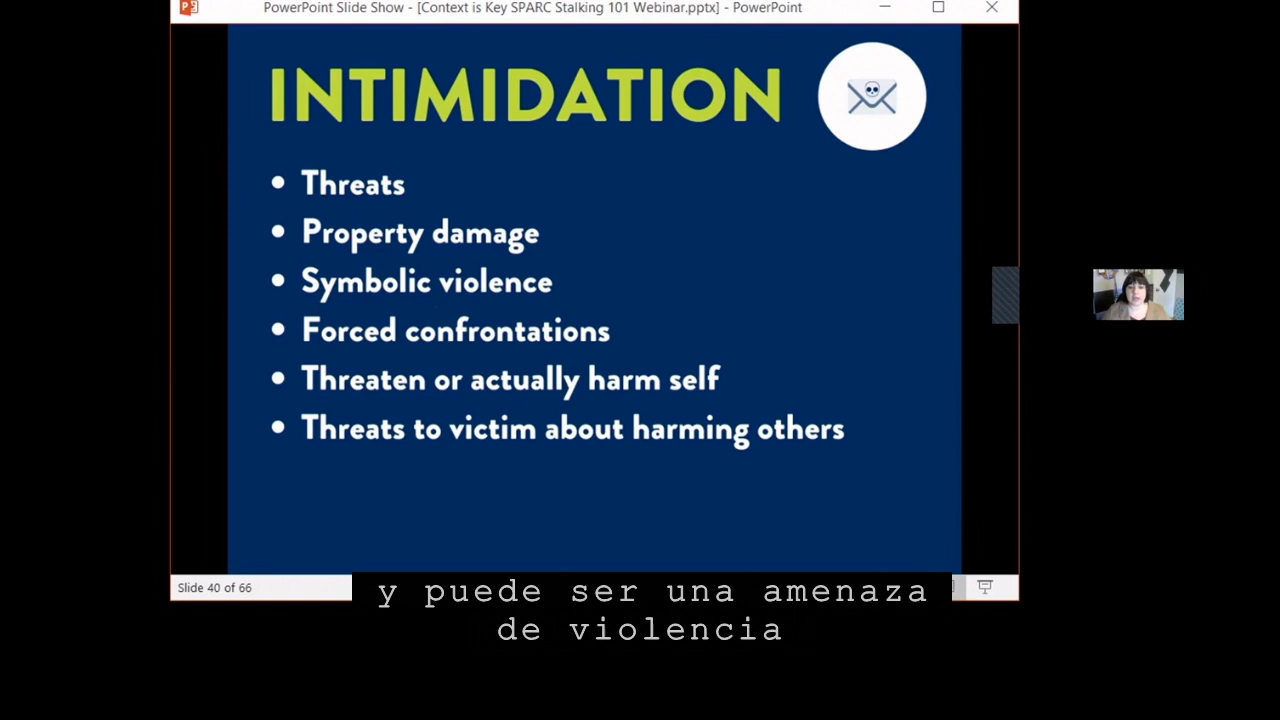 PowerPoint Slide Show - [Context is Key SPARC Stalking 101 Webinar.pptx] - PowerPoint
INTIMIDATION
• Threats
• Property damage
• Symbolic violence
• Forced confrontations
• Threaten or actually harm self
• Threats to victim about harming others
Slide 40 of 66
y puede ser una amenaza
de violencia